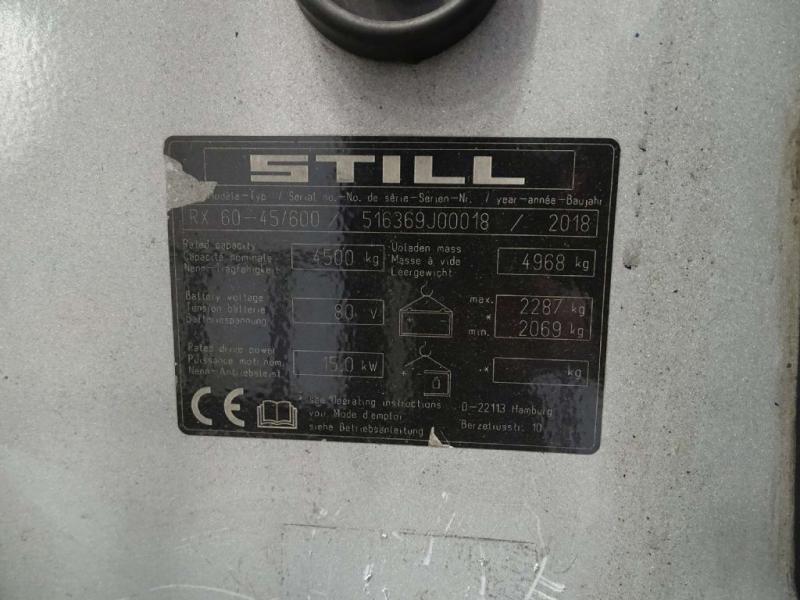 STILL
Modèle-Typ / Serial no.-No. de série-Serien-Nr. / year-année-Baujahr
RX 60-45/600 / 516369J00018 / 2018
Rated capacity
Capacité nominale
Nenn-Tragfähigkeit
4500 kg
Unladen mass
Masse à vide
Leergewicht
4968 kg
Battery voltage
Tension batterie
Batteriespannung
80 V
max. 2287 kg
*
min. 2069 kg
Rated drive power
Puissance mot. nom.
Nenn-Antriebsleist.
15.0 kW
+
* kg
CE
* see Operating instructions
voir Mode d'emploi
siehe Betriebsanleitung
D-22113 Hamburg
Berzeliusstr. 10